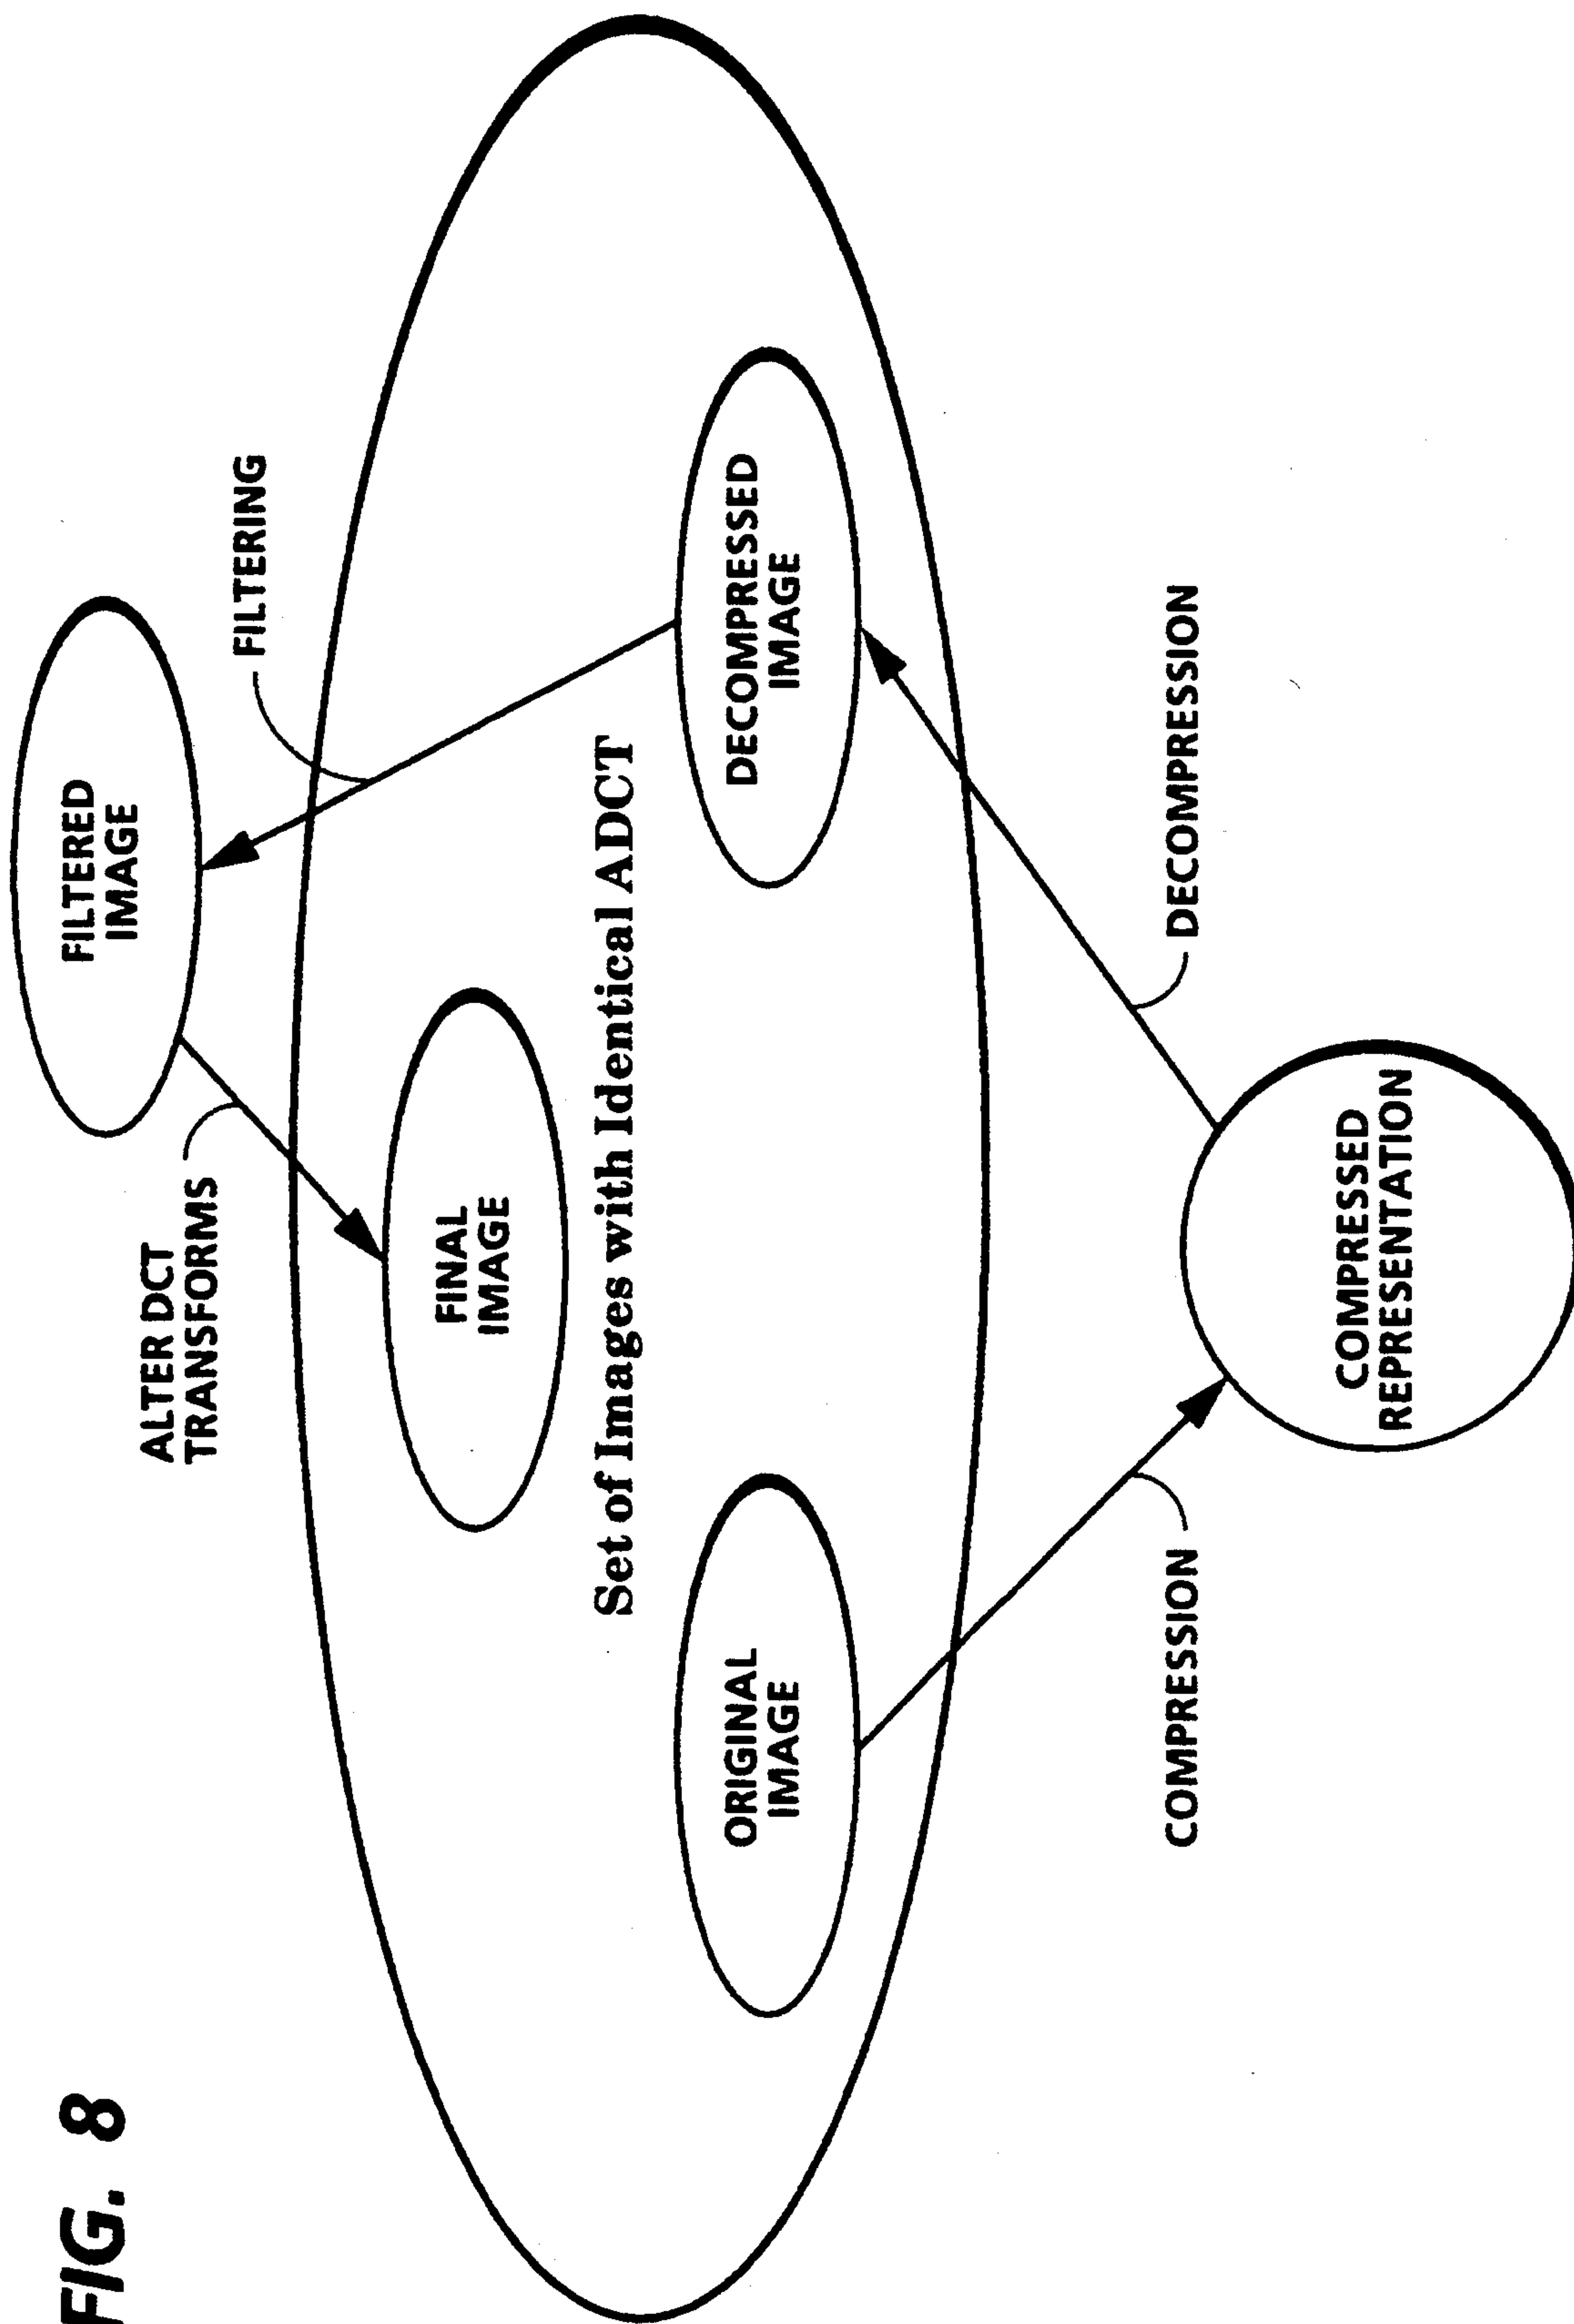 FIG. 8
FILTERED
IMAGE
ALTER DCT
TRANSFORMS
FILTERING
FINAL
IMAGE
Set of Images with Identical ADCT
ORIGINAL
IMAGE
DECOMPRESSED
IMAGE
COMPRESSION
DECOMPRESSION
COMPRESSED
REPRESENTATION